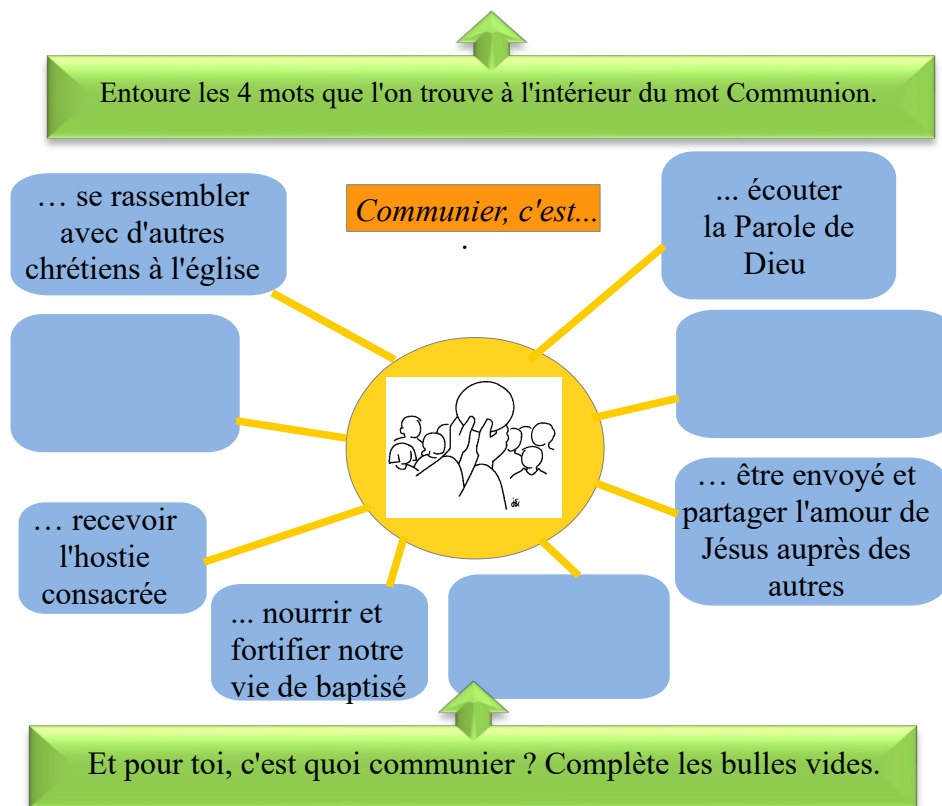 Entoure les 4 mots que l'on trouve à l'intérieur du mot Communion.
… se rassembler
avec d'autres
chrétiens à l'église
Communier, c'est...
.
... écouter
la Parole de
Dieu
… être envoyé et
partager l'amour de
Jésus auprès des
autres
… recevoir
l'hostie
consacrée
... nourrir et
fortifier notre
vie de baptisé
Et pour toi, c'est quoi communier ? Complète les bulles vides.